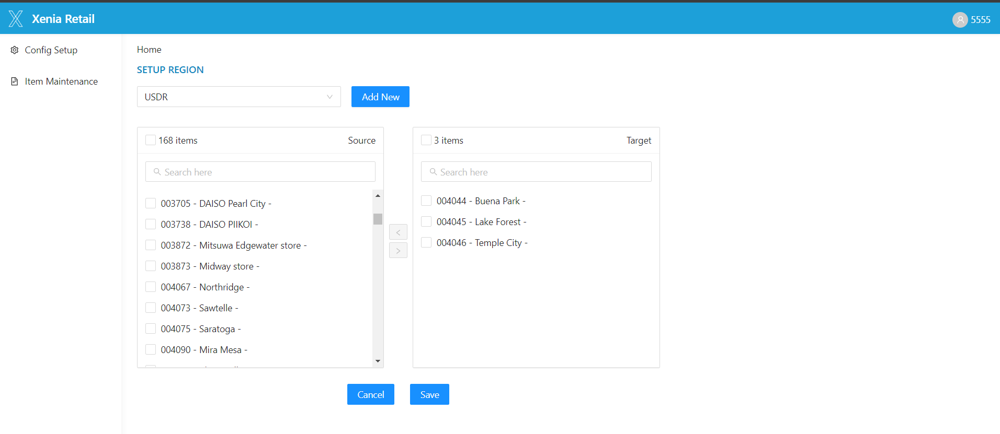 Xenia Retail
5555
Config Setup
Item Maintenance
Home
SETUP REGION
USDR
Add New
168 items
Source
Search here
003705 - DAISO Pearl City -
003738 - DAISO PIIKOI -
003872 - Mitsuwa Edgewater store -
003873 - Midway store -
004067 - Northridge -
004073 - Sawtelle -
004075 - Saratoga -
004090 - Mira Mesa -
<
>
3 items
Target
Search here
004044 - Buena Park -
004045 - Lake Forest -
004046 - Temple City -
Cancel
Save